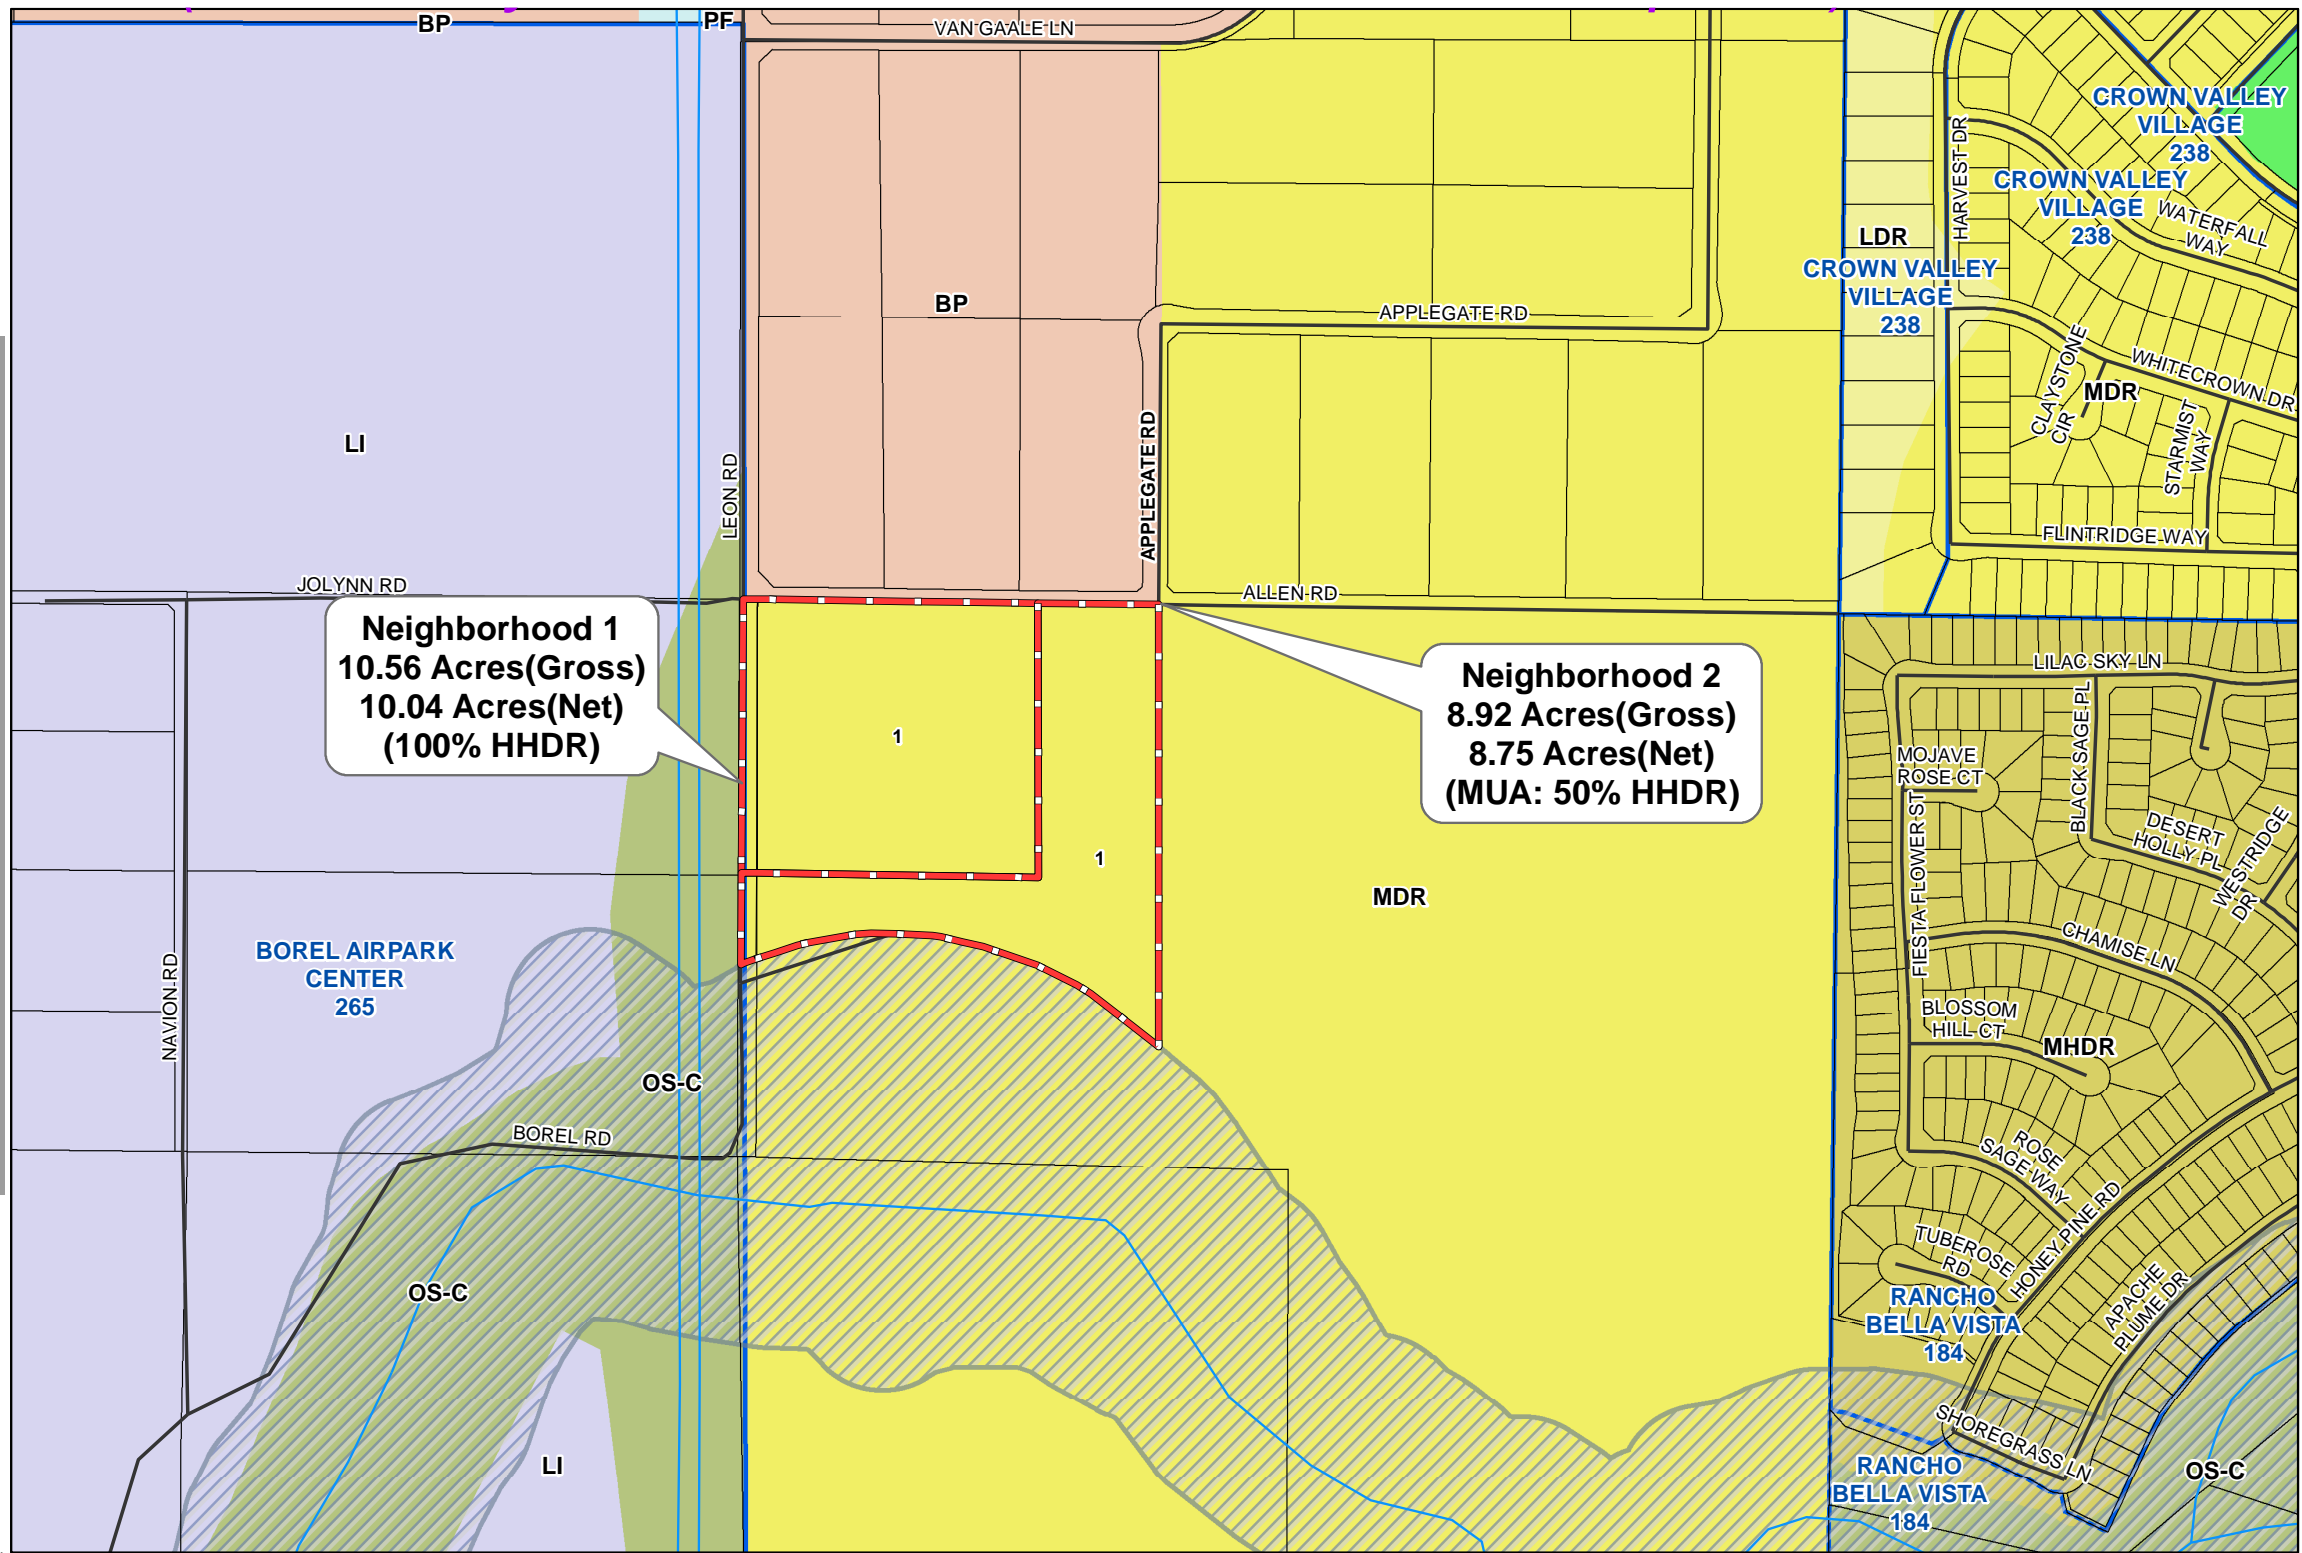 BP
PF
VAN GAALE LN
CROWN VALLEY
VILLAGE
238
CROWN VALLEY
VILLAGE
238
HARVEST DR
WATERFALL
WAY
LDR
CROWN VALLEY
VILLAGE
238
BP
APPLEGATE RD
WHITECROWN DR
CLAYSTONE
CIR
MDR
STARMIST
WAY
LI
LEON RD
APPLEGATE RD
FLINTRIDGE WAY
JOLYNN RD
ALLEN RD
Neighborhood 1
10.56 Acres(Gross)
10.04 Acres(Net)
(100% HHDR)
Neighborhood 2
8.92 Acres(Gross)
8.75 Acres(Net)
(MUA: 50% HHDR)
LILAC SKY LN
BLACK SAGE PL
1
MOJAVE
ROSE CT
DESERT
HOLLY PL
WESTRIDGE
DR
1
FIESTA FLOWER ST
MDR
CHAMISE LN
BOREL AIRPARK
CENTER
265
NAVION RD
BLOSSOM
HILL CT
MHDR
OS-C
BOREL RD
ROSE
SAGE WAY
HONEY PINE RD
TUBEROSE
RD
OS-C
APACHE
PLUME DR
RANCHO
BELLA VISTA
184
SHOREGRASS LN
LI
RANCHO
BELLA VISTA
184
OS-C